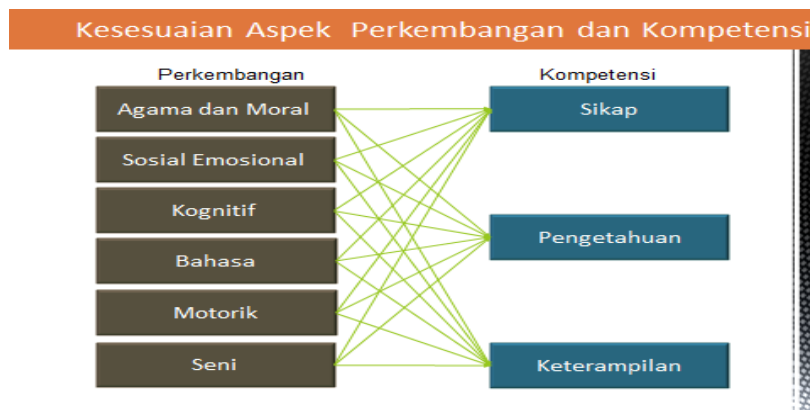 Kesesuaian Aspek Perkembangan dan Kompetensi
Perkembangan
Kompetensi
Agama dan Moral
Sosial Emosional
Kognitif
Bahasa
Motorik
Seni
Sikap
Pengetahuan
Keterampilan